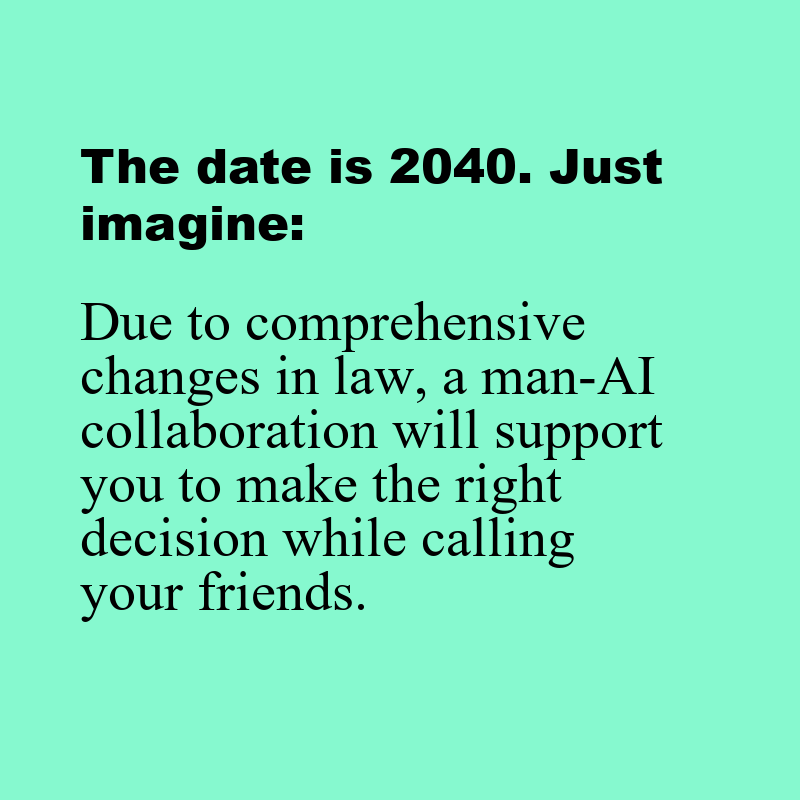 The date is 2040. Just
imagine:
Due to comprehensive
changes in law, a man-AI
collaboration will support
you to make the right
decision while calling
your friends.